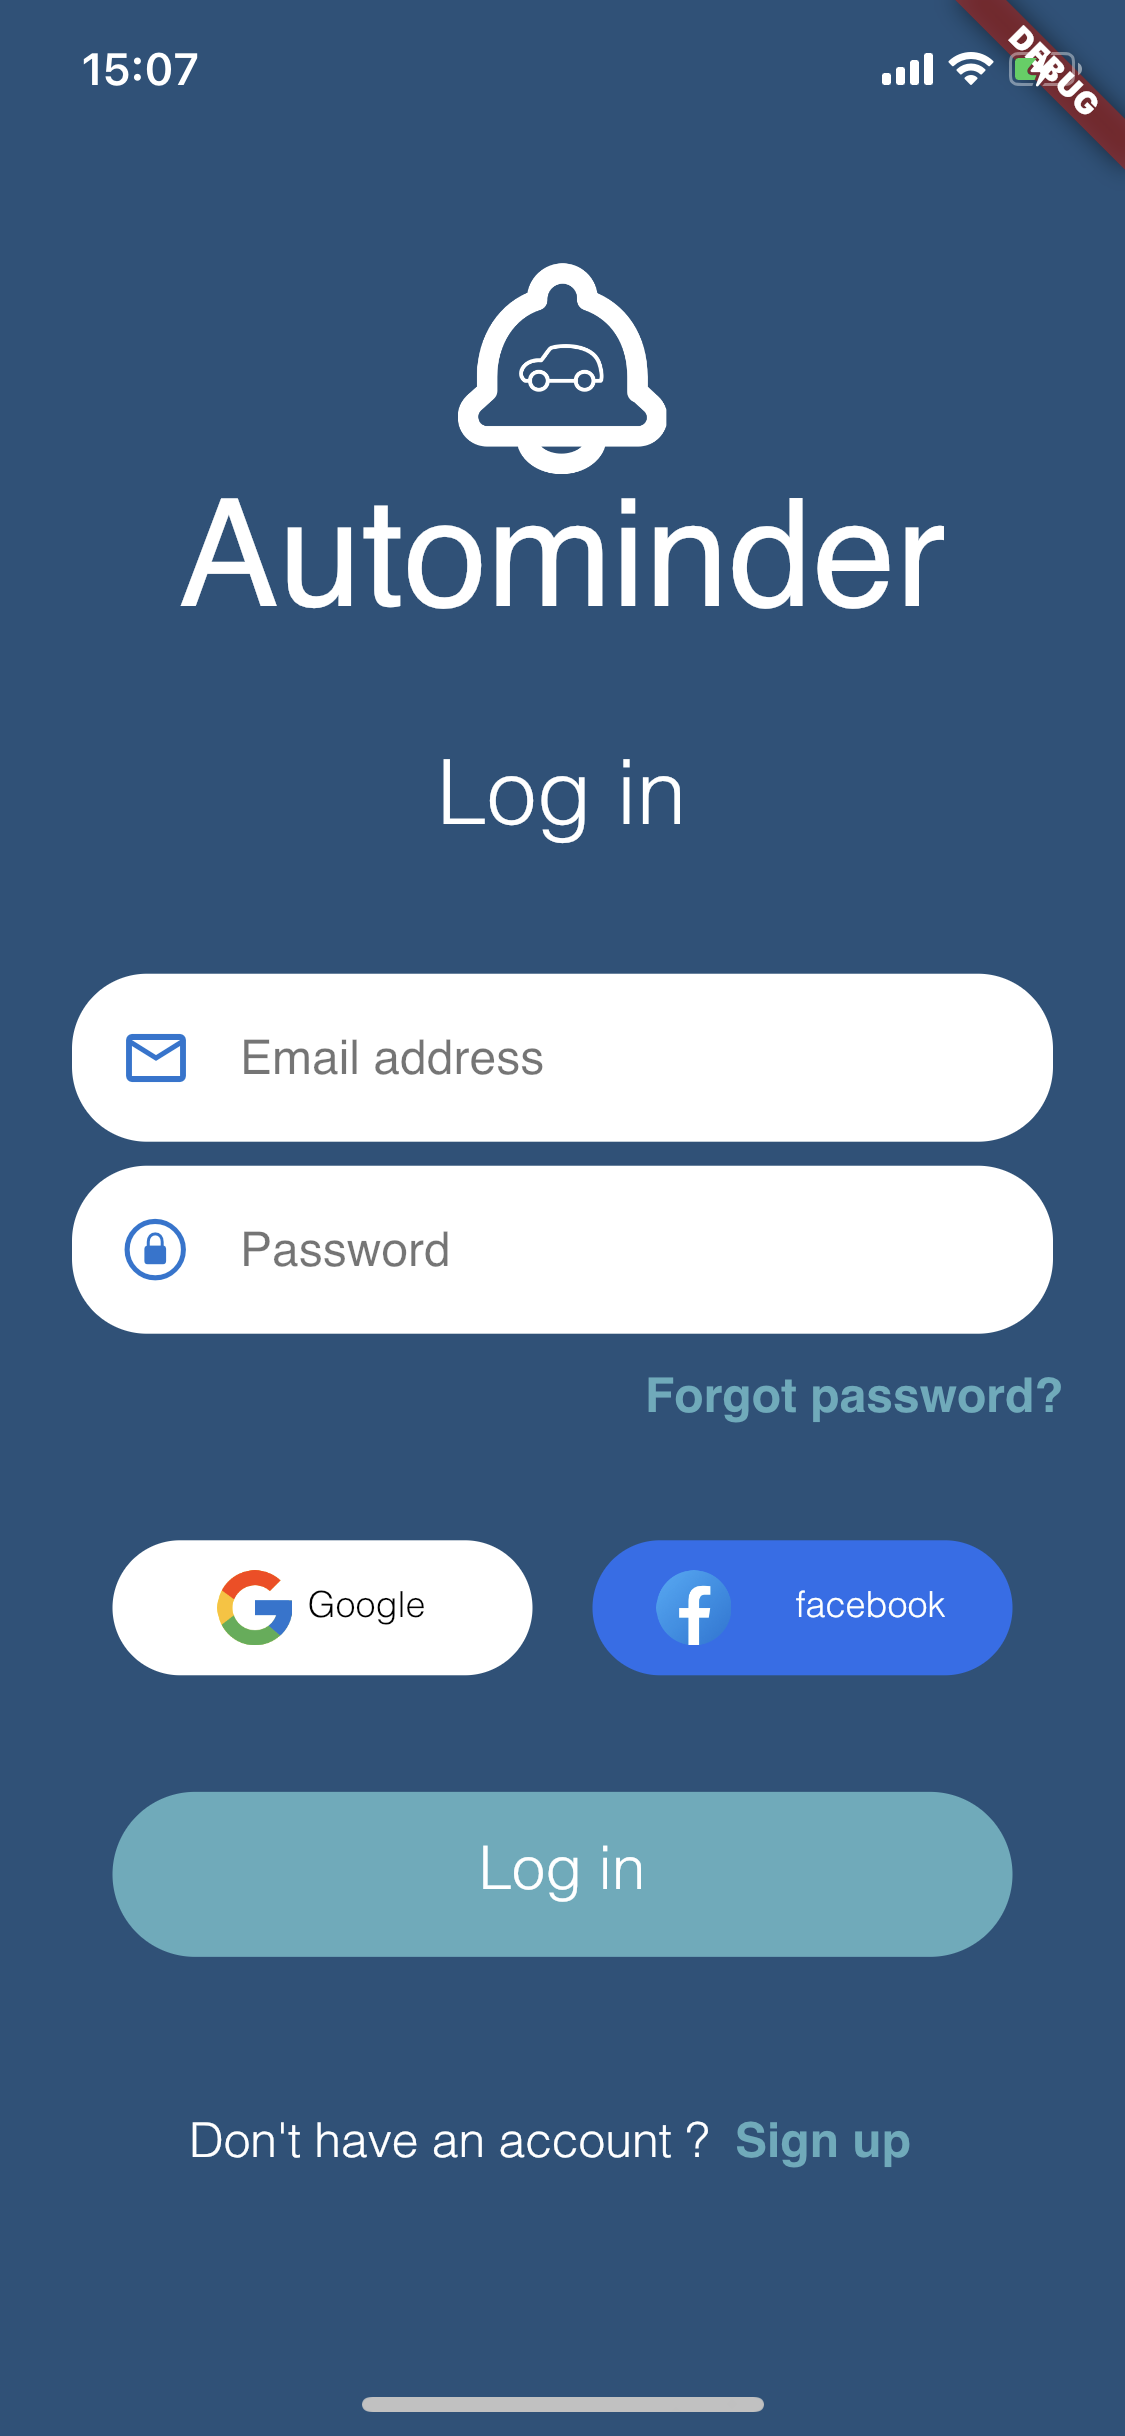 15:07
DEBUG
Autominder
Log in
Email address
Password
Forgot password?
Google
facebook
Log in
Don't have an account ? Sign up